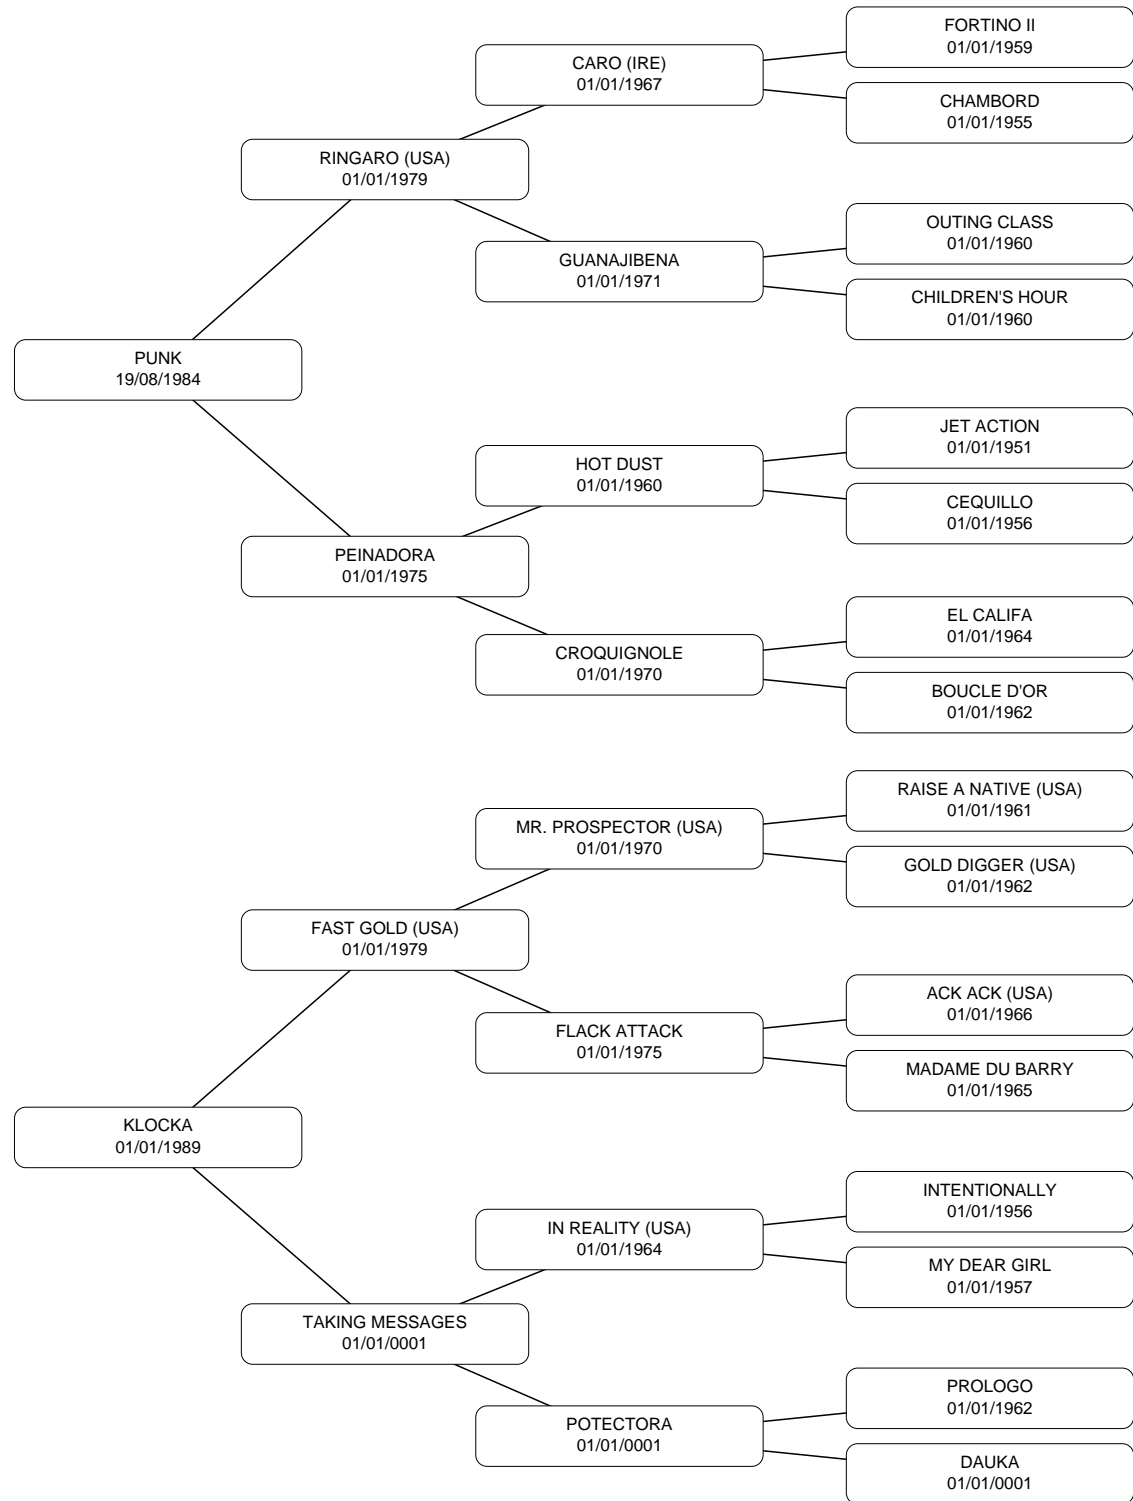 FORTINO II
01/01/1959
CARO (IRE)
01/01/1967
CHAMBORD
01/01/1955
RINGARO (USA)
01/01/1979
OUTING CLASS
01/01/1960
GUANAJIBENA
01/01/1971
CHILDREN'S HOUR
01/01/1960
PUNK
19/08/1984
JET ACTION
01/01/1951
HOT DUST
01/01/1960
CEQUILLO
01/01/1956
PEINADORA
01/01/1975
EL CALIFA
01/01/1964
CROQUIGNOLE
01/01/1970
BOUCLE D'OR
01/01/1962
RAISE A NATIVE (USA)
01/01/1961
MR. PROSPECTOR (USA)
01/01/1970
GOLD DIGGER (USA)
01/01/1962
FAST GOLD (USA)
01/01/1979
ACK ACK (USA)
01/01/1966
FLACK ATTACK
01/01/1975
MADAME DU BARRY
01/01/1965
KLOCKA
01/01/1989
INTENTIONALLY
01/01/1956
IN REALITY (USA)
01/01/1964
MY DEAR GIRL
01/01/1957
TAKING MESSAGES
01/01/0001
PROLOGO
01/01/1962
POTECTORA
01/01/0001
DAUKA
01/01/0001